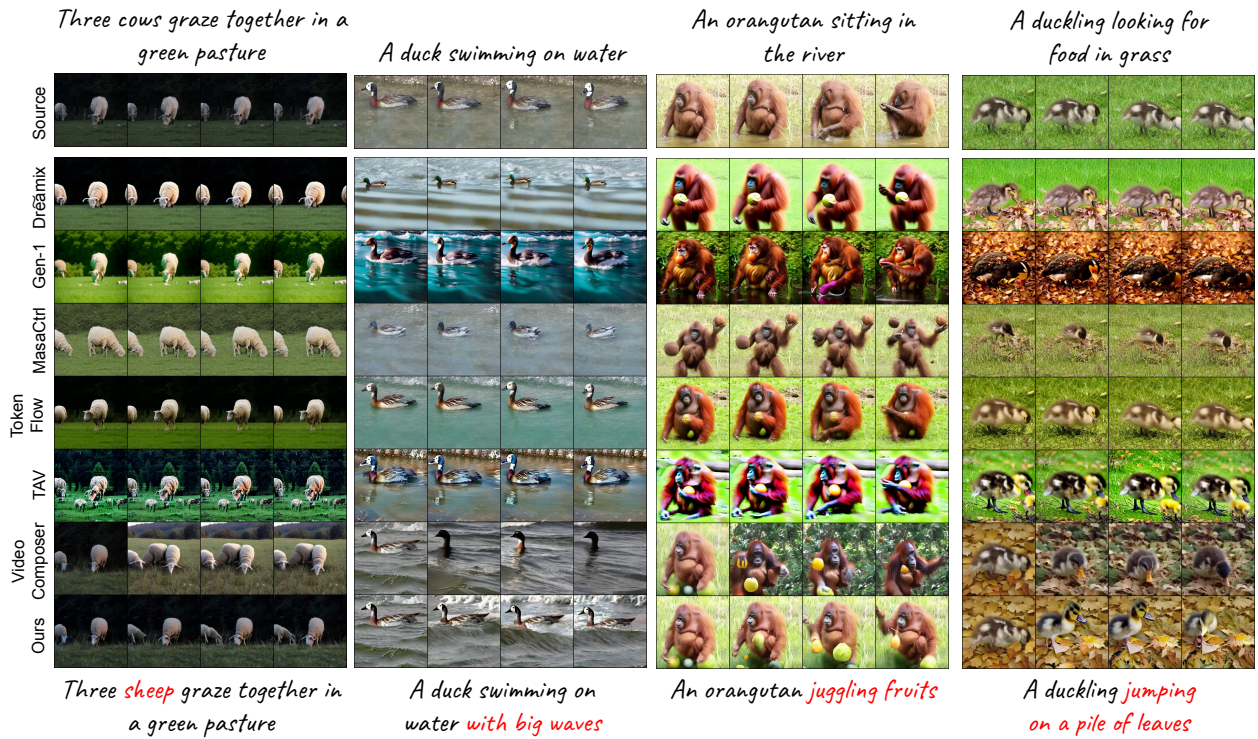 Three cows graze together in a
green pasture
A duck swimming on water
An orangutan sitting in
the river
A duckling looking for
food in grass
Source
Dreamix
Gen-1
MasaCtrl
Token
Flow
TAV
Video
Composer
Ours
Three sheep graze together in
a green pasture
A duck swimming on
water with big waves
An orangutan juggling fruits
A duckling jumping
on a pile of leaves